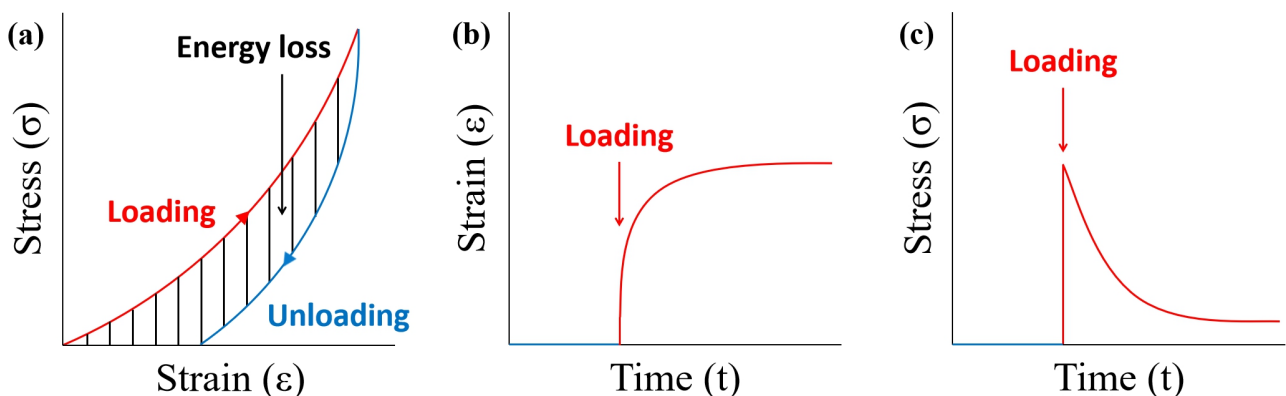 (a)
Energy loss
Loading
Unloading
Stress (σ)
Strain (ε)
(b)
Loading
Strain (ε)
Time (t)
(c)
Loading
Stress (σ)
Time (t)